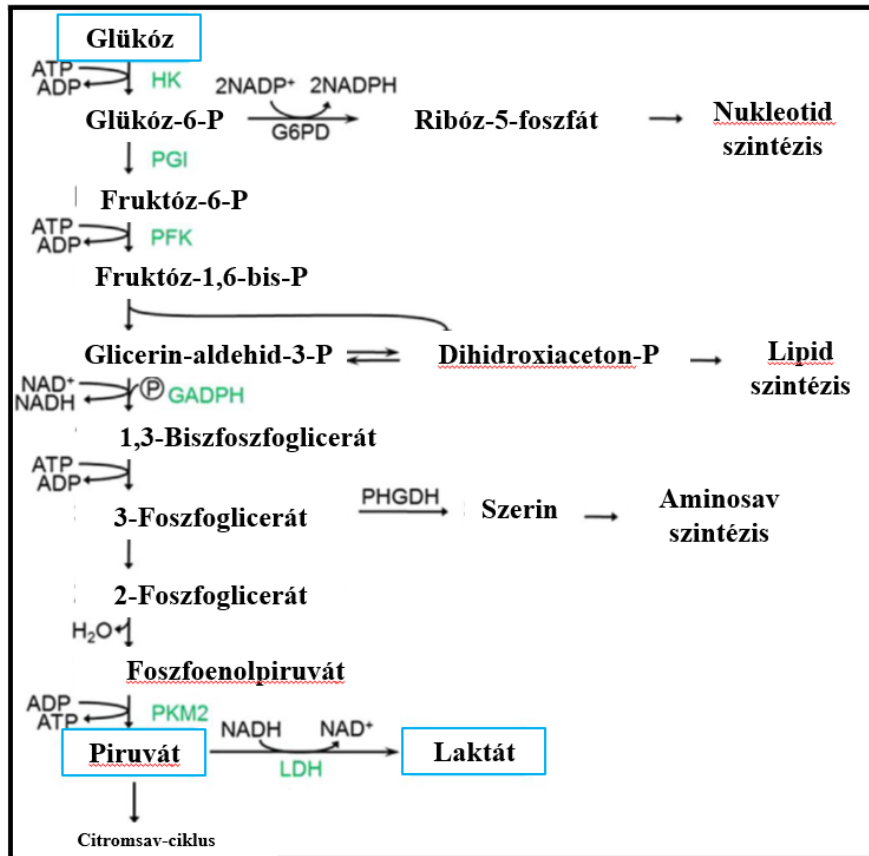 Glükóz
ATP
ADP
HK
2NADP⁺ 2NADPH
Glükóz-6-P
G6PD
Ribóz-5-foszfát
Nukleotid
szintézis
PGI
Fruktóz-6-P
ATP
ADP
PFK
Fruktóz-1,6-bis-P
Glicerin-aldehid-3-P
Dihidroxiaceton-P
Lipid
szintézis
NAD⁺
NADH
P
GADPH
1,3-Biszfoszfoglicerát
ATP
ADP
3-Foszfoglicerát
PHGDH
Szerin
Aminosav
szintézis
2-Foszfoglicerát
H₂O
Foszfoenolpiruvát
ADP
ATP
PKM2
NADH NAD⁺
Piruvát
LDH
Laktát
Citromsav-ciklus